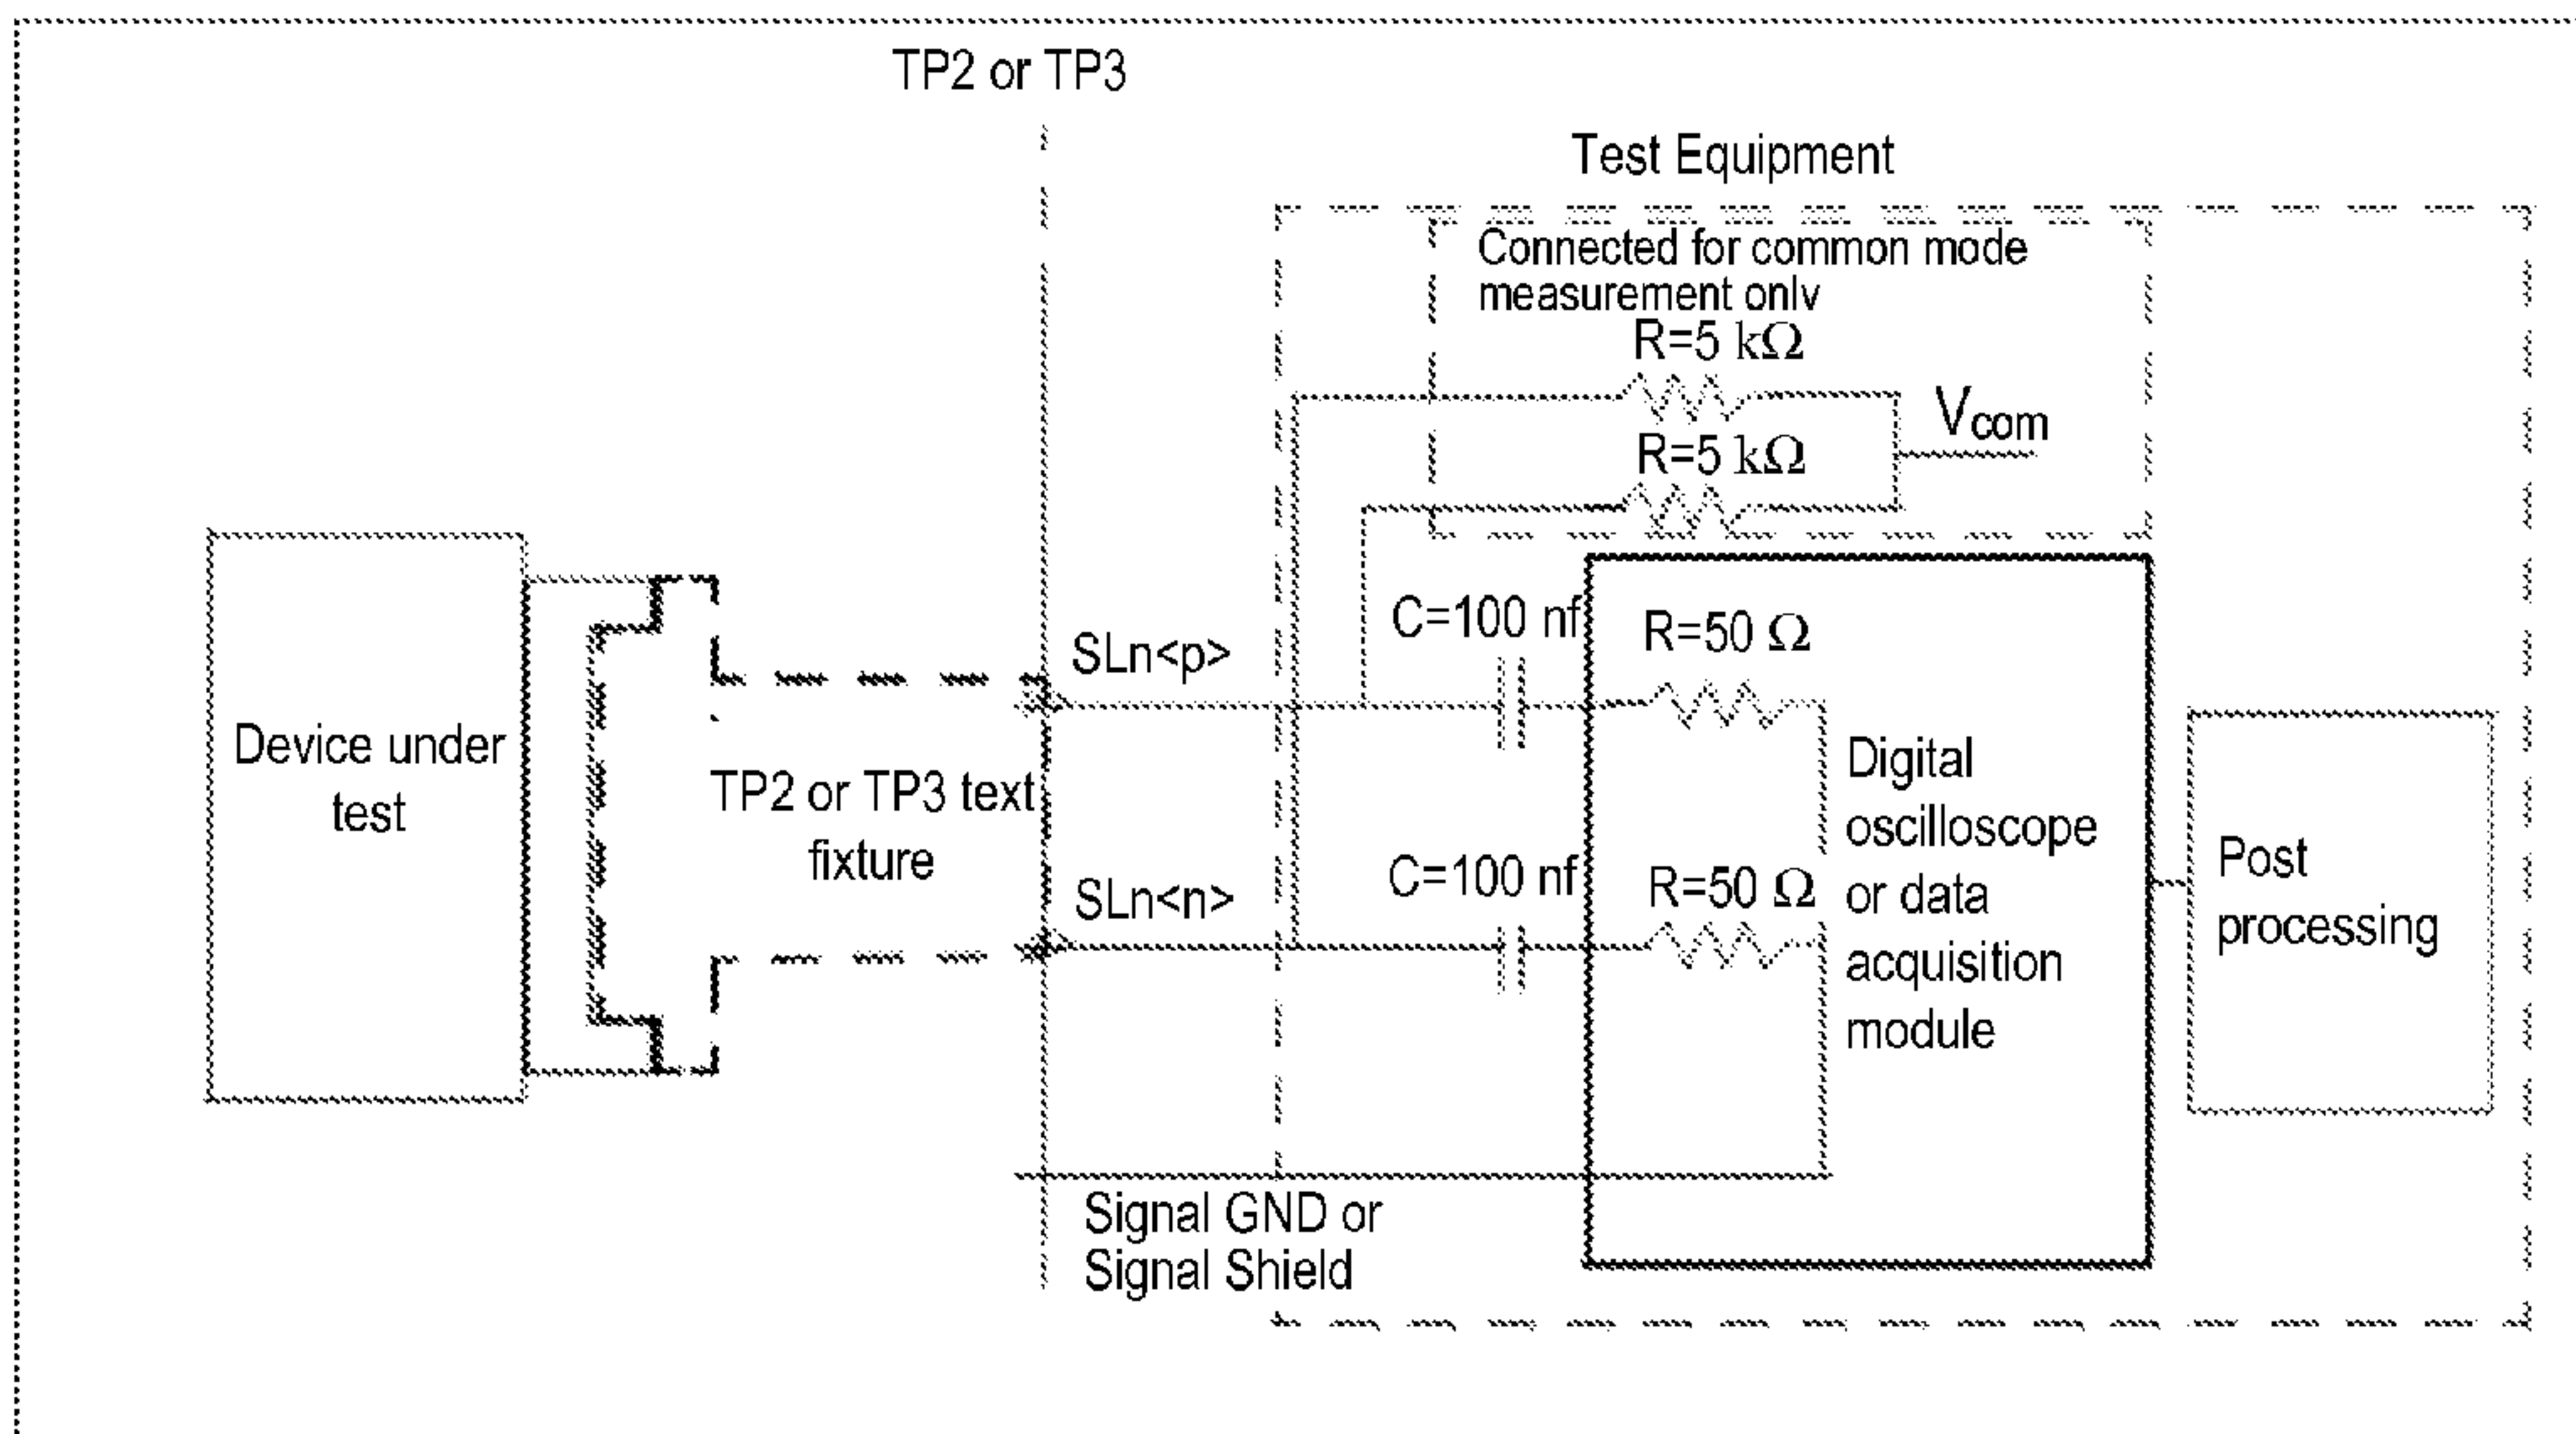 TP2 or TP3
Test Equipment
Connected for common mode
measurement only
R=5 kΩ
Vcom
R=5 kΩ
C=100 nf
R=50 Ω
SLn<p>
Device under
test
TP2 or TP3 text
fixture
Digital
oscilloscope
or data
acquisition
module
C=100 nf
R=50 Ω
SLn<n>
Post
processing
Signal GND or
Signal Shield